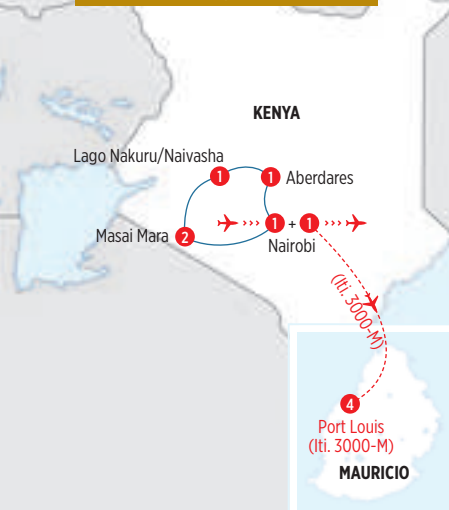 KENYA
Lago Nakuru/Naivasha
1
1 Aberdares
Masai Mara 2
1 + 1
Nairobi
(Iti. 3000-M)
4
Port Louis
(Iti. 3000-M)
MAURICIO